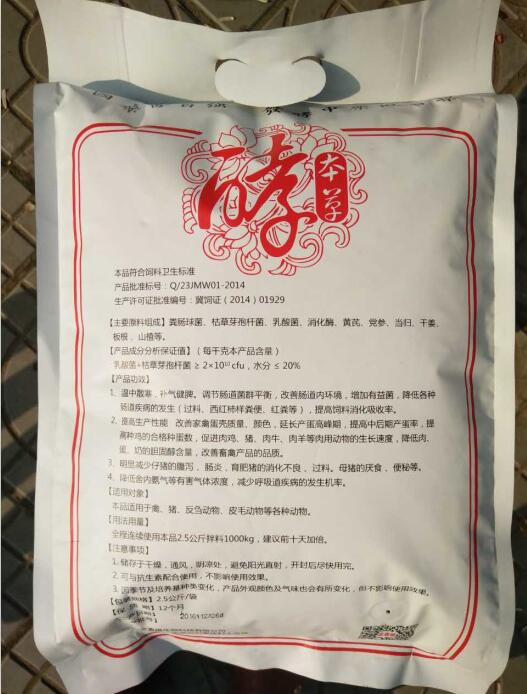 酵
本草
本品符合饲料卫生标准
产品批准标号：Q/23JMW01-2014
生产许可证批准编号：冀饲证（2014）01929
【主要原料组成】粪肠球菌、枯草芽孢杆菌、乳酸菌、消化酶、黄芪、党参、当归、干姜、
板根、山楂等。
【产品成分分析保证值】（每千克本产品含量）
乳酸菌+枯草芽孢杆菌 ≥ 2×10¹⁰cfu，水分 ≤ 20%
【产品功效】
1、温中散寒，补气健脾。调节肠道菌群平衡，改善肠道内环境，增加有益菌，降低各种
肠道疾病的发生（过料、西红柿样粪便、红粪等），提高饲料消化吸收率。
2、提高生产性能 改善家禽蛋壳质量、颜色，延长产蛋高峰期，提高中后期产蛋率，提
高种鸡的合格种蛋数，促进肉鸡、猪、肉牛、肉羊等肉用动物的生长速度，降低肉、
蛋、奶的胆固醇含量，改善畜禽产品的品质。
3、明显减少仔猪的腹泻、肠炎，育肥猪的消化不良、过料。母猪的厌食、便秘等。
4、降低舍内氨气等有害气体浓度，减少呼吸道疾病的发生机率。
【适用对象】
本品适用于禽、猪、反刍动物、皮毛动物等各种动物。
【用法用量】
全程连续使用本品2.5公斤拌料1000kg，建议前十天加倍。
【注意事项】
1、储存于干燥，通风，阴凉处，避免阳光直射，开封后尽快用完。
2、可与抗生素配合使用，不影响使用效果。
3、因季节及培养基种类变化，产品外观颜色及气味也会有所变化，但不影响使用效果。
【包装规格】2.5公斤/袋
【保 质 期】12个月